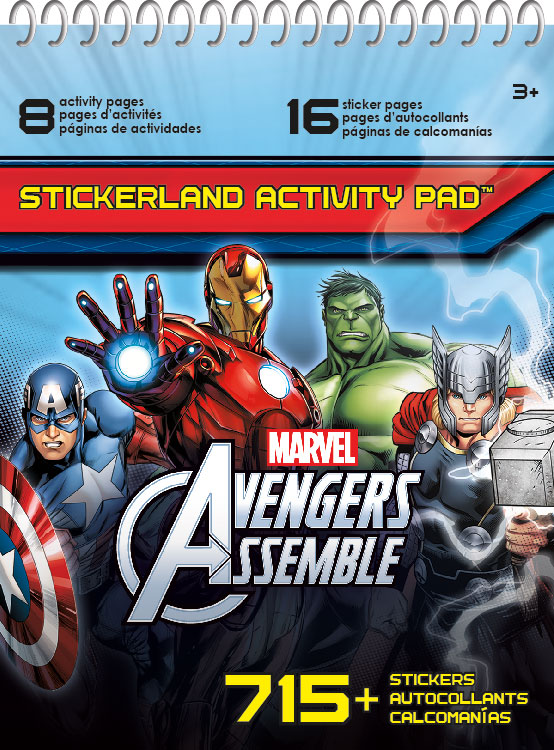 8 activity pages
pages d'activités
páginas de actividades
16 sticker pages
pages d'autocollants
páginas de calcomanías
3+
STICKERLAND ACTIVITY PAD™
MARVEL
AVENGERS
ASSEMBLE
715+ STICKERS
AUTOCOLLANTS
CALCOMANÍAS